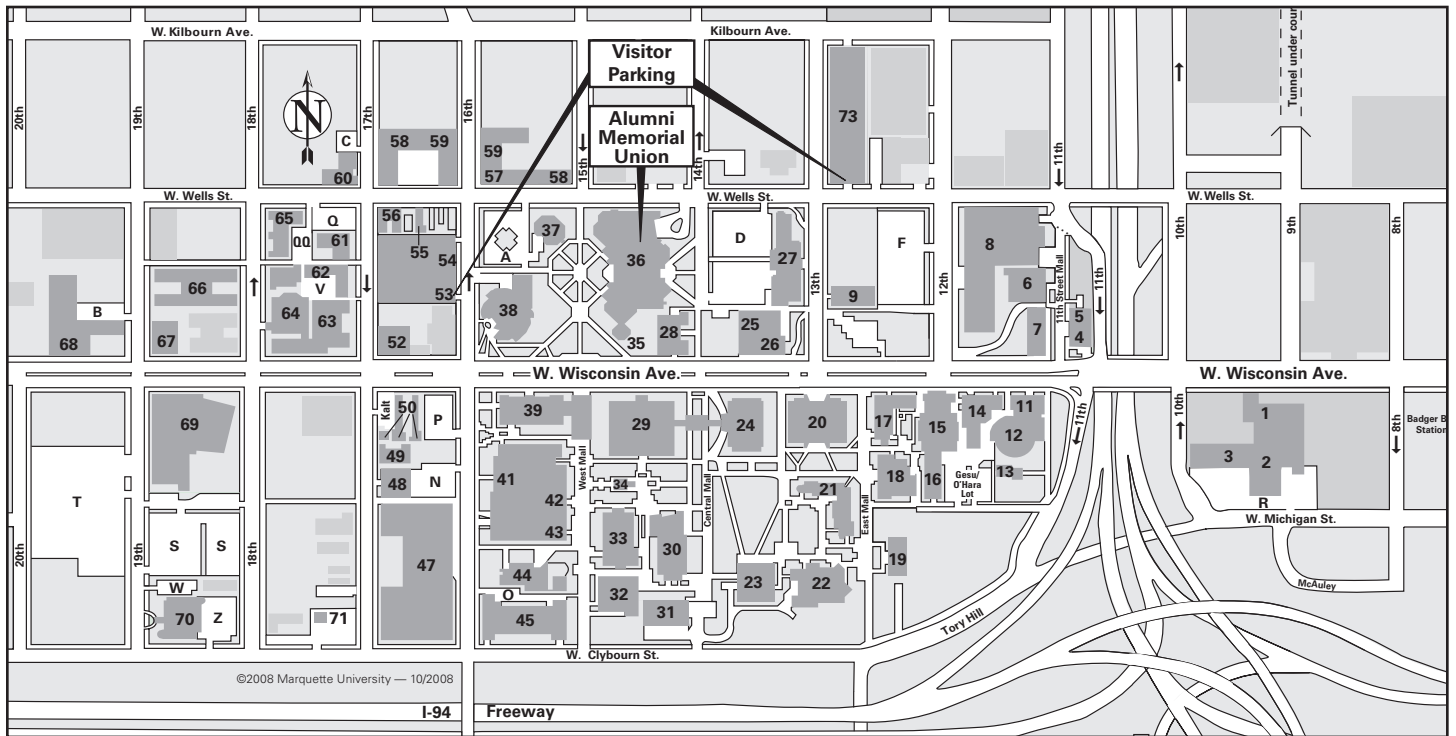 W. Kilbourn Ave.
Kilbourn Ave.
Tunnel under cour
Visitor
Parking
Alumni
Memorial
Union
N
20th
19th
18th
17th
16th
15th
14th
11th
C
60
58
59
59
57
58
73
W. Wells St.
W. Wells St.
W. Wells St.
65
Q
QQ
61
62
V
64
63
66
67
B
68
56
55
54
53
52
A
37
38
36
35
28
D
27
25
26
13th
9
F
12th
8
6
7
5
4
11th Street Mall
11th
10th
9th
8th
W. Wisconsin Ave.
W. Wisconsin Ave.
69
T
S
S
W
70
Z
71
20th
19th
18th
Kalt
50
P
49
48
N
47
39
41
42
43
44
O
45
West Mall
29
34
33
30
32
31
Central Mall
24
20
21
23
22
East Mall
17
18
19
15
16
14
11
12
13
Gesu/
O'Hara
Lot
11th
10th
1
2
3
R
8th
Badger B
Station
W. Michigan St.
McAuley
Tory Hill
W. Clybourn St.
©2008 Marquette University — 10/2008
I-94
Freeway